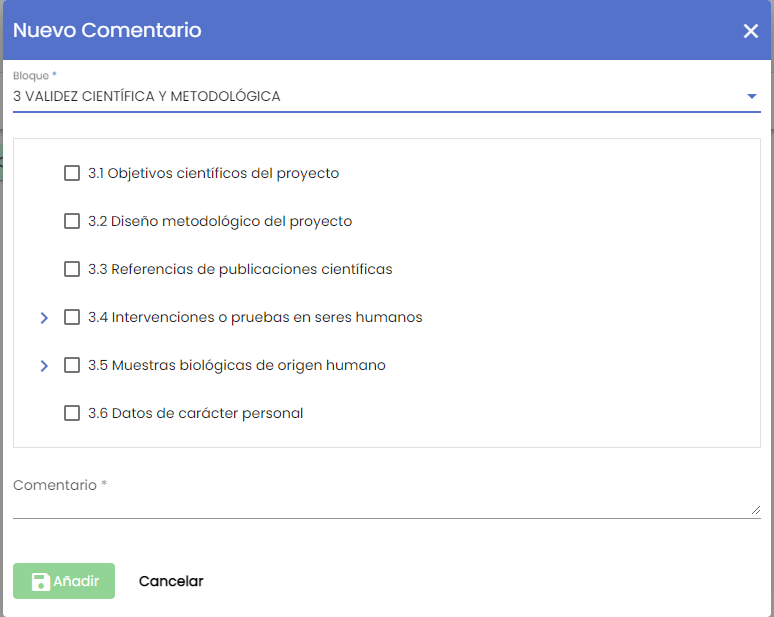 Nuevo Comentario
Bloque *
3 VALIDEZ CIENTÍFICA Y METODOLÓGICA
3.1 Objetivos científicos del proyecto
3.2 Diseño metodológico del proyecto
3.3 Referencias de publicaciones científicas
3.4 Intervenciones o pruebas en seres humanos
3.5 Muestras biológicas de origen humano
3.6 Datos de carácter personal
Comentario *
Añadir Cancelar